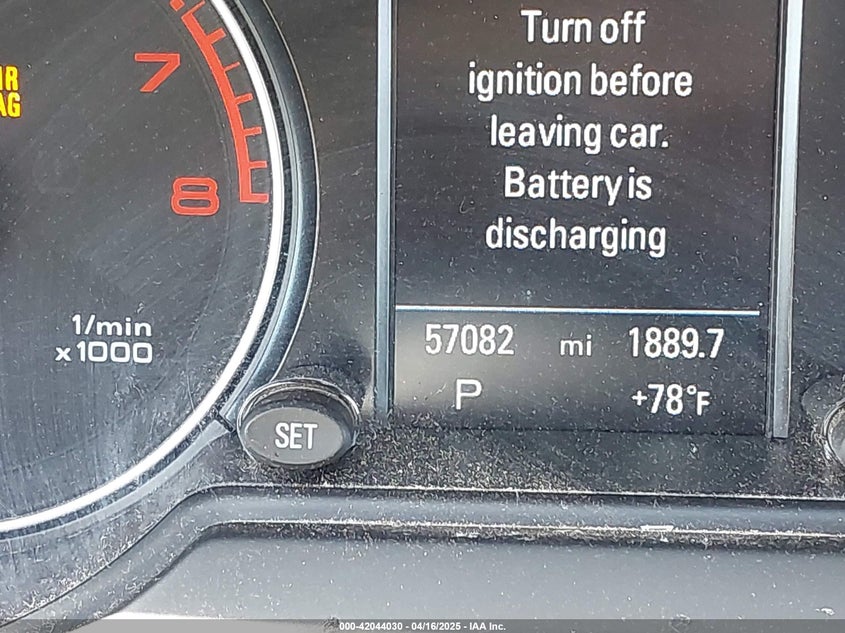 7
8
1/min
x1000
SET
Turn off
ignition before
leaving car.
Battery is
discharging
57082 mi 1889.7
P +78°F
000-42044030 - 04/16/2025 - IAA Inc.